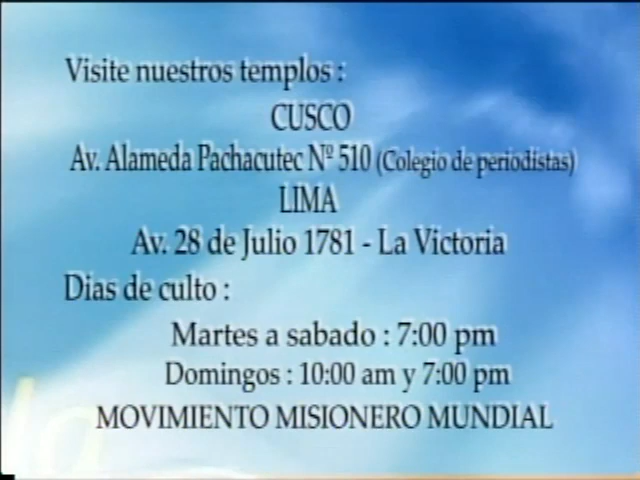 Visite nuestros templos :
CUSCO
Av. Alameda Pachacutec Nº 510 (Colegio de periodistas)
LIMA
Av. 28 de Julio 1781 - La Victoria
Dias de culto :
Martes a sabado : 7:00 pm
Domingos : 10:00 am y 7:00 pm
MOVIMIENTO MISIONERO MUNDIAL
la